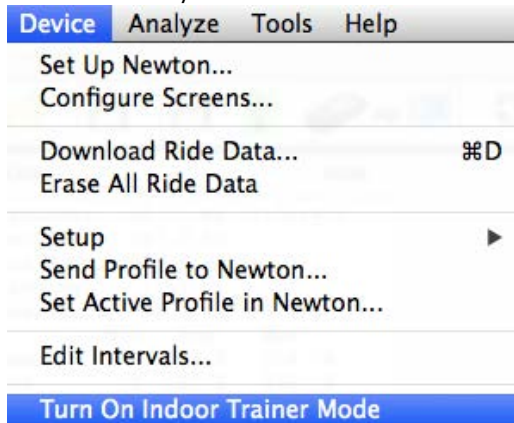 Device Analyze Tools Help
Set Up Newton...
Configure Screens...
Download Ride Data... ⌘D
Erase All Ride Data
Setup ▶
Send Profile to Newton...
Set Active Profile in Newton...
Edit Intervals...
Turn On Indoor Trainer Mode